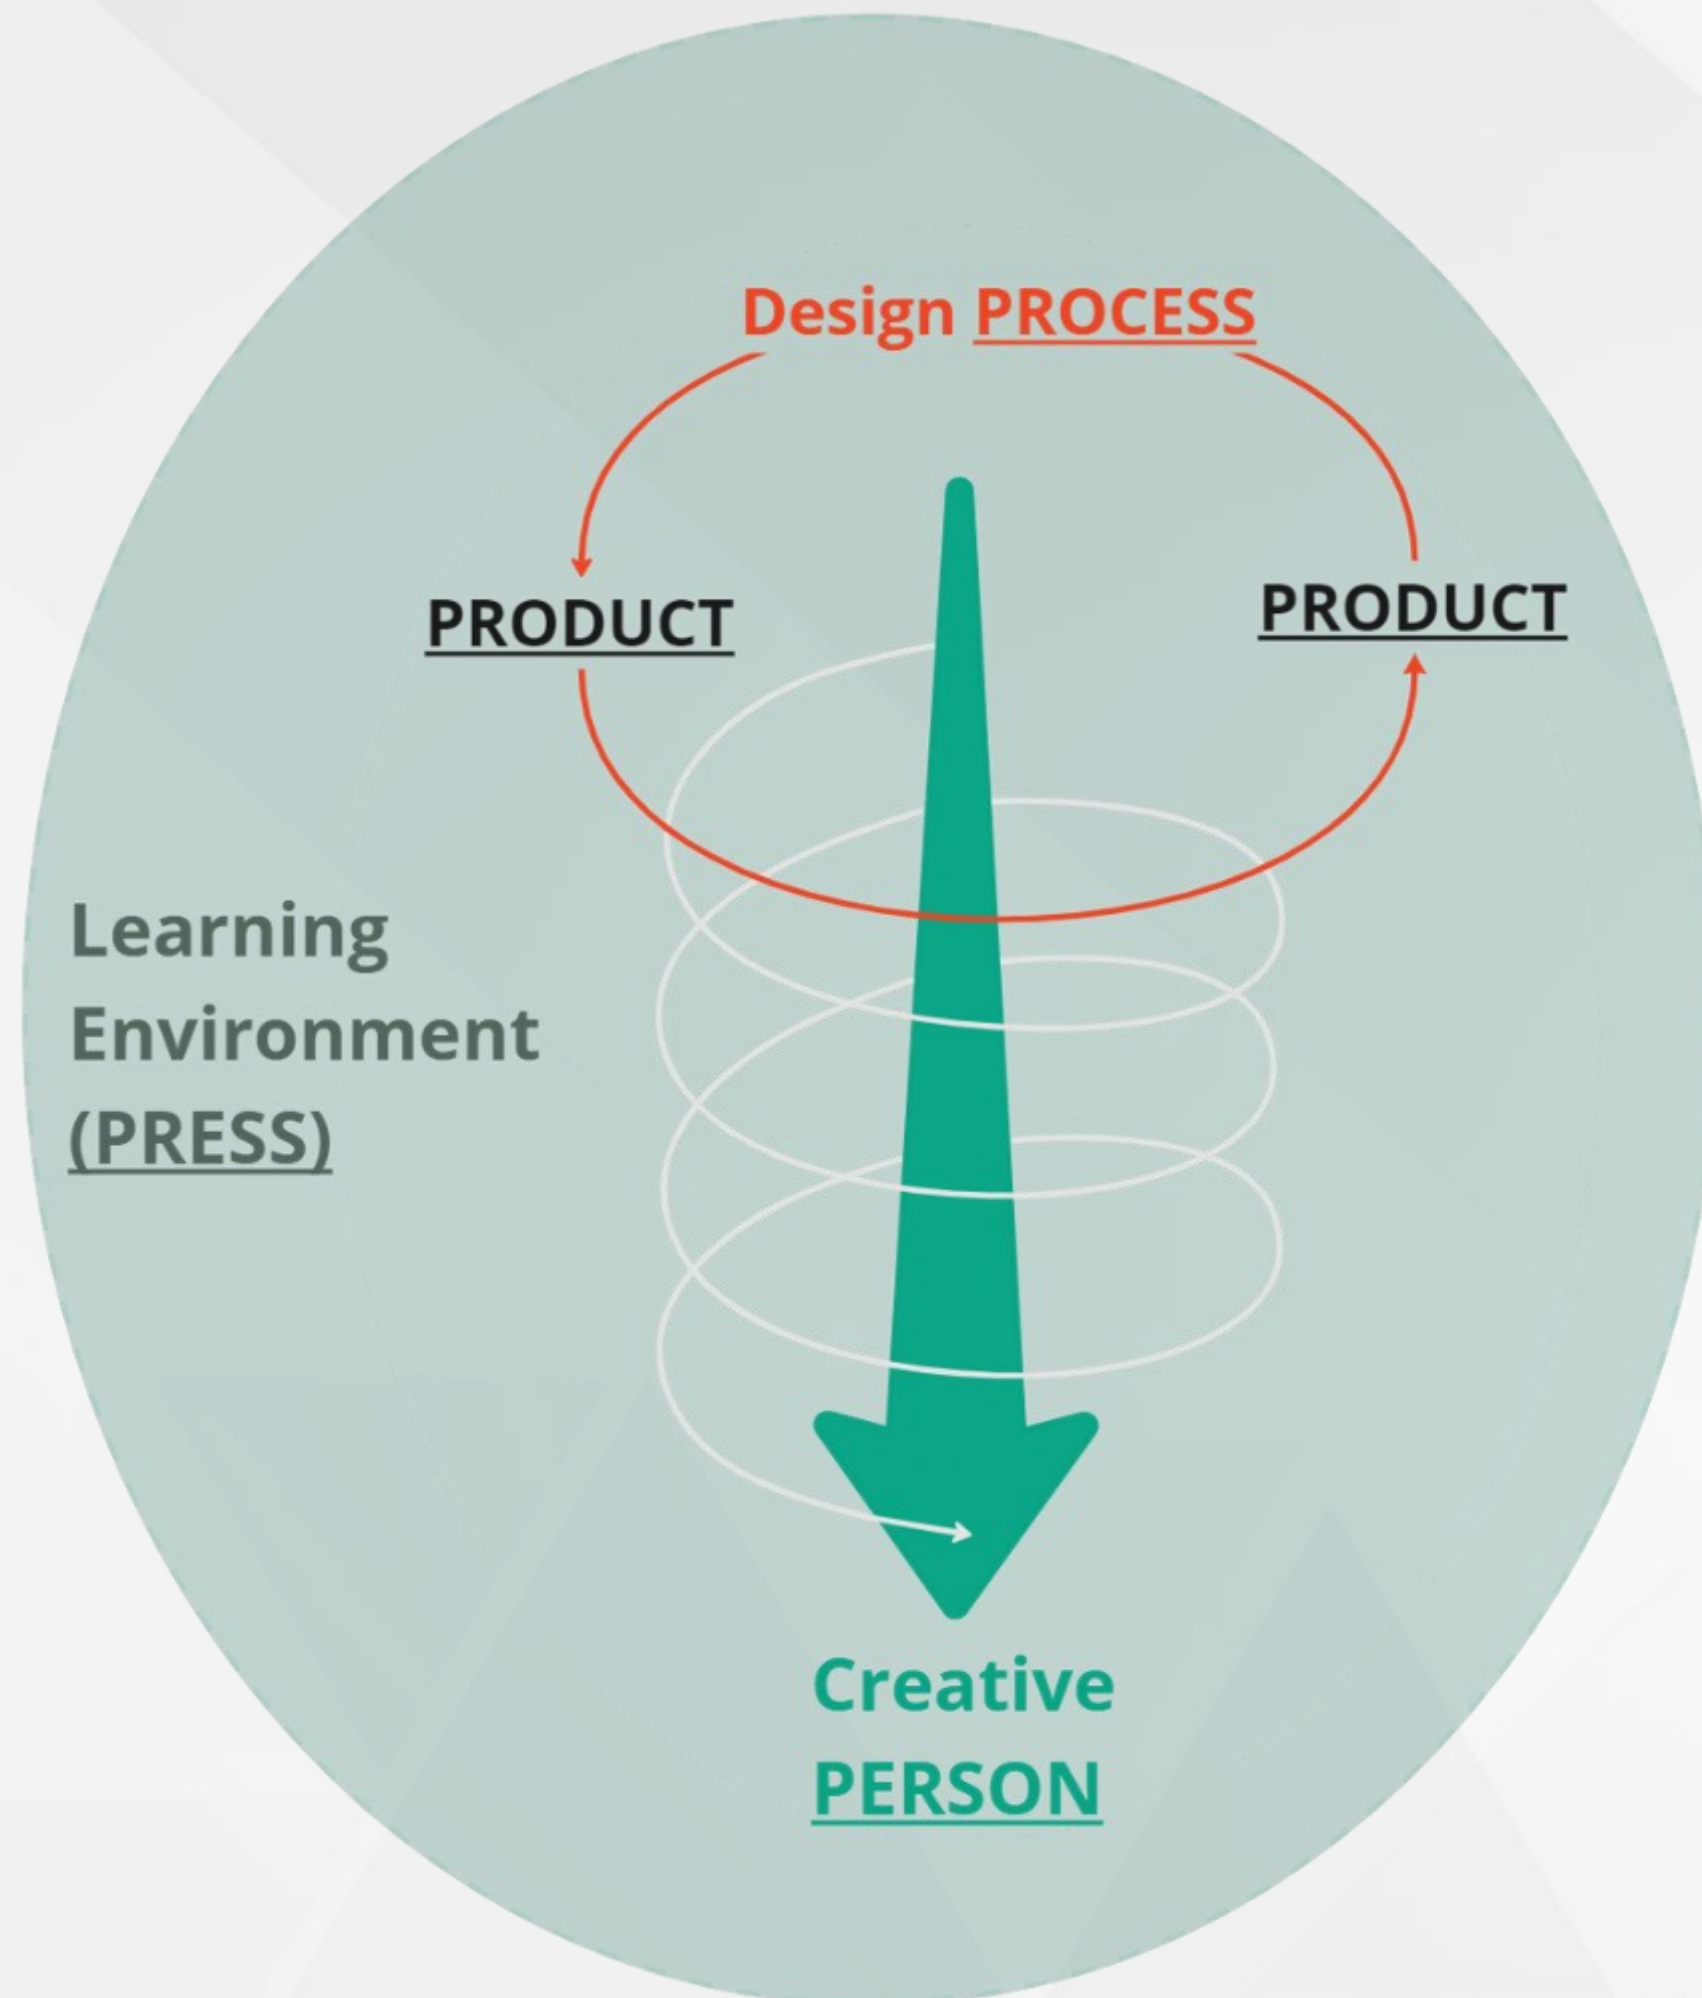 Design PROCESS
PRODUCT
PRODUCT
Learning
Environment
(PRESS)
Creative
PERSON